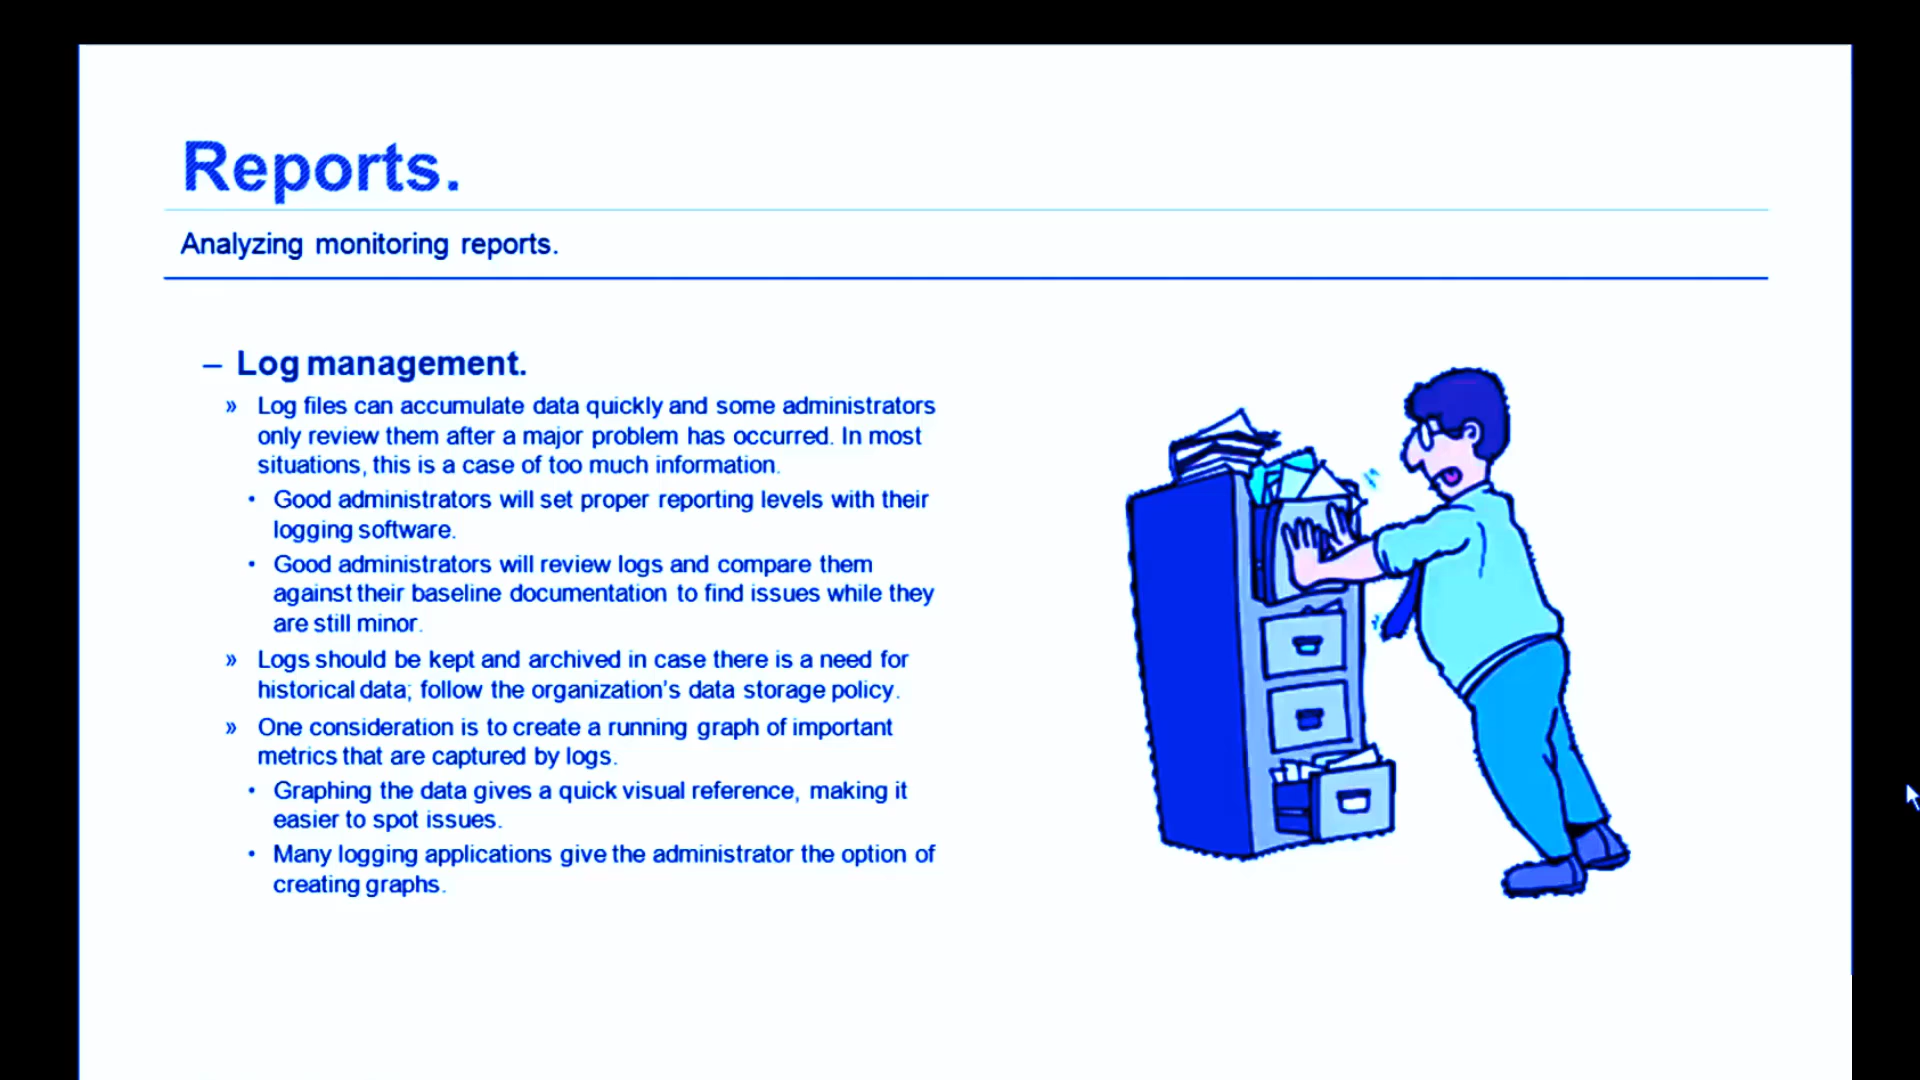 Reports.
Analyzing monitoring reports.
– Log management.
» Log files can accumulate data quickly and some administrators
only review them after a major problem has occurred. In most
situations, this is a case of too much information.
• Good administrators will set proper reporting levels with their
logging software.
• Good administrators will review logs and compare them
against their baseline documentation to find issues while they
are still minor.
» Logs should be kept and archived in case there is a need for
historical data; follow the organization's data storage policy.
» One consideration is to create a running graph of important
metrics that are captured by logs.
• Graphing the data gives a quick visual reference, making it
easier to spot issues.
• Many logging applications give the administrator the option of
creating graphs.